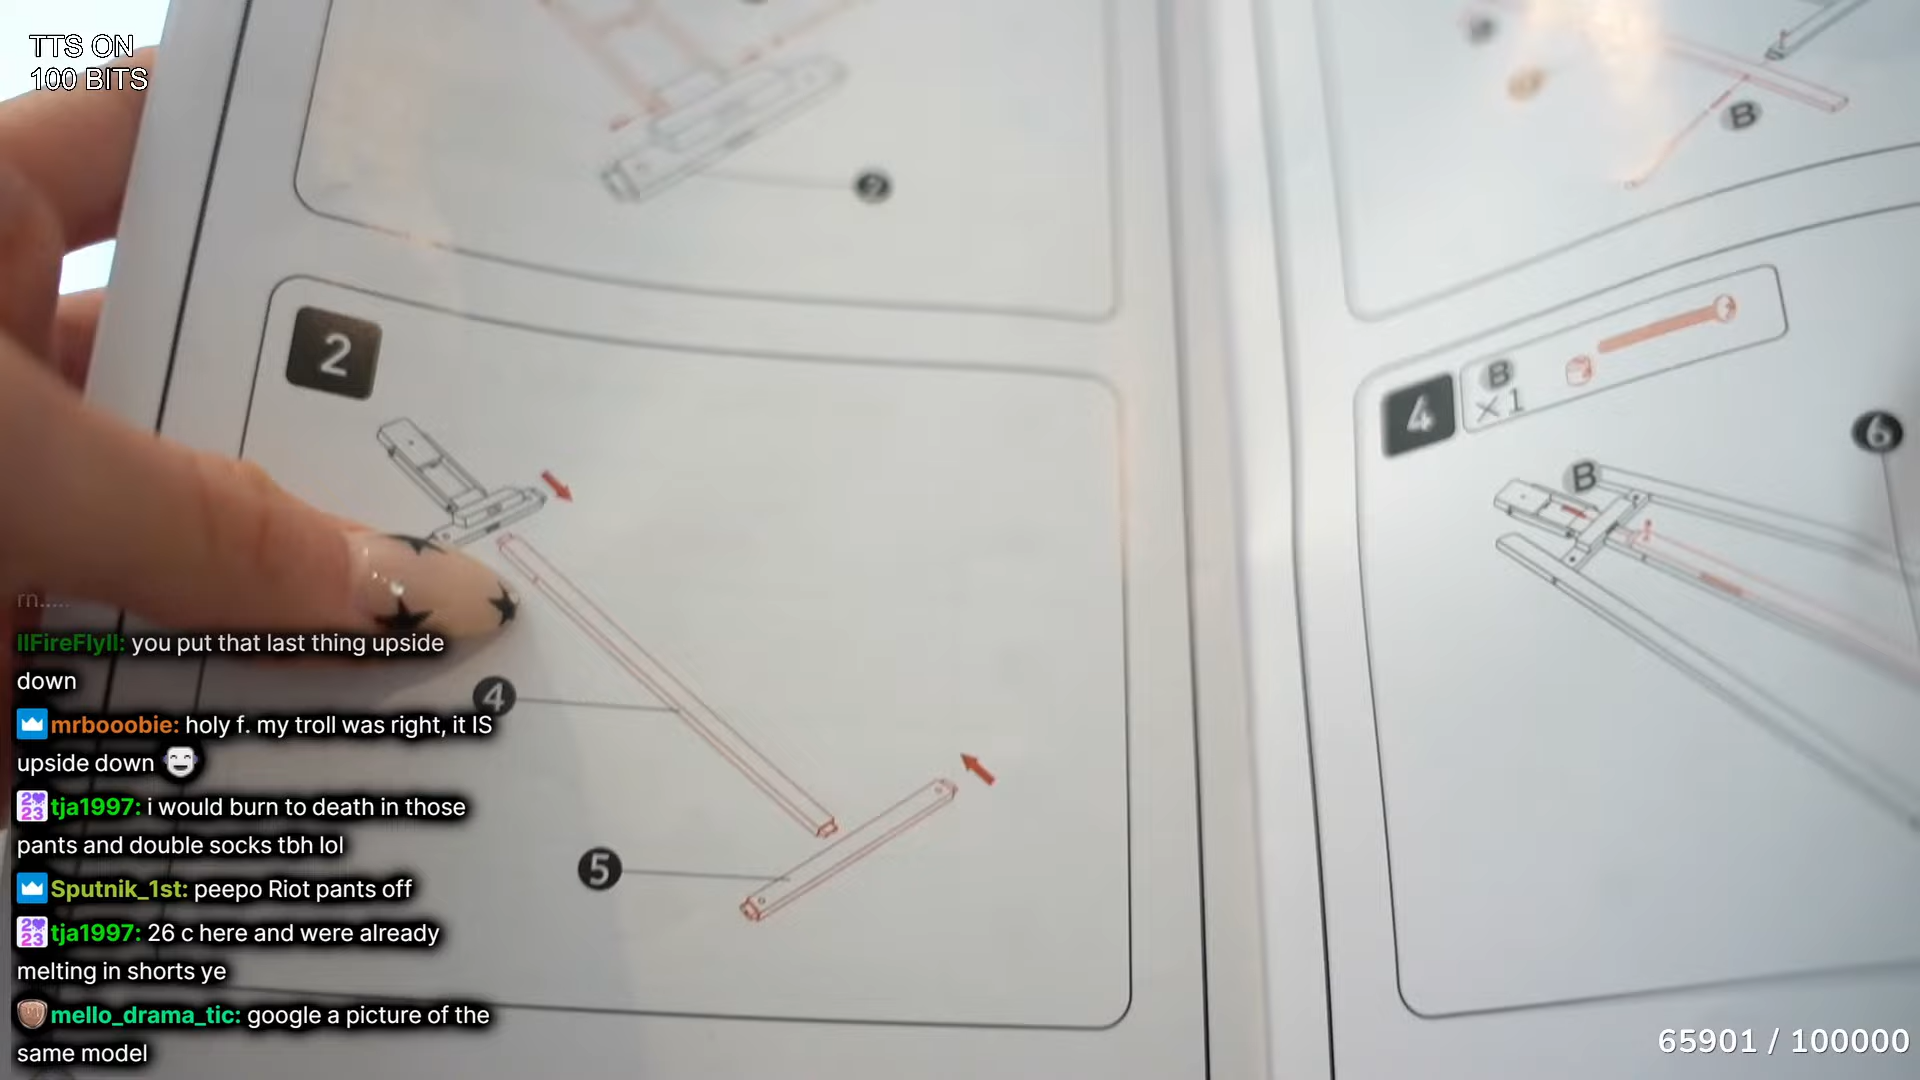 TTS ON
100 BITS
B
2
2
4
B
×1
6
B
rn.....
IIFireFlyII: you put that last thing upside
down
4
mrbooobie: holy f. my troll was right, it IS
upside down
tja1997: i would burn to death in those
pants and double socks tbh lol
5
Sputnik_1st: peepo Riot pants off
tja1997: 26 c here and were already
melting in shorts ye
mello_drama_tic: google a picture of the
same model
65901 / 100000